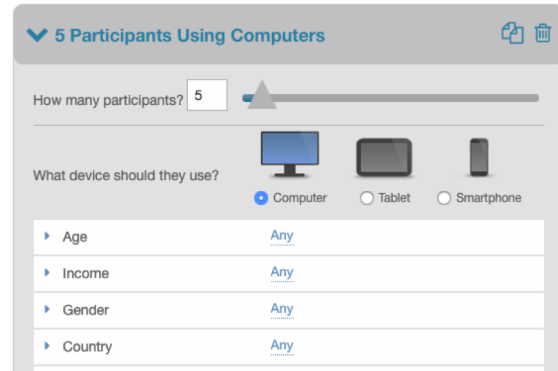 5 Participants Using Computers
How many participants? 5
What device should they use?
Computer Tablet Smartphone
Age Any
Income Any
Gender Any
Country Any